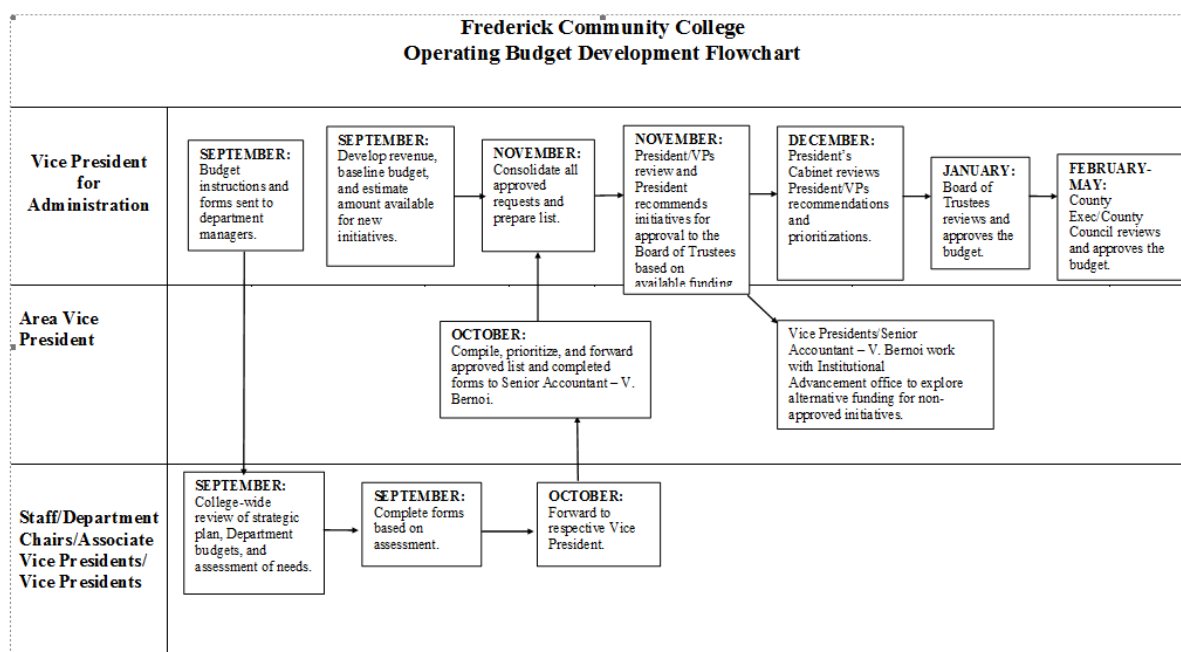 Frederick Community College
Operating Budget Development Flowchart
Vice President
for
Administration
SEPTEMBER:
Budget
instructions and
forms sent to
department
managers.
SEPTEMBER:
Develop revenue,
baseline budget,
and estimate
amount available
for new
initiatives.
NOVEMBER:
Consolidate all
approved
requests and
prepare list.
NOVEMBER:
President/VPs
review and
President
recommends
initiatives for
approval to the
Board of Trustees
based on
available funding
DECEMBER:
President's
Cabinet reviews
President/VPs
recommendations
and
prioritizations.
JANUARY:
Board of
Trustees
reviews and
approves the
budget.
FEBRUARY-
MAY:
County
Exec/County
Council reviews
and approves the
budget.
Area Vice
President
OCTOBER:
Compile, prioritize, and forward
approved list and completed
forms to Senior Accountant – V.
Bernoi.
Vice Presidents/Senior
Accountant – V. Bernoi work
with Institutional
Advancement office to explore
alternative funding for non-
approved initiatives.
Staff/Department
Chairs/Associate
Vice Presidents/
Vice Presidents
SEPTEMBER:
College-wide
review of strategic
plan, Department
budgets, and
assessment of needs.
SEPTEMBER:
Complete forms
based on
assessment.
OCTOBER:
Forward to
respective Vice
President.